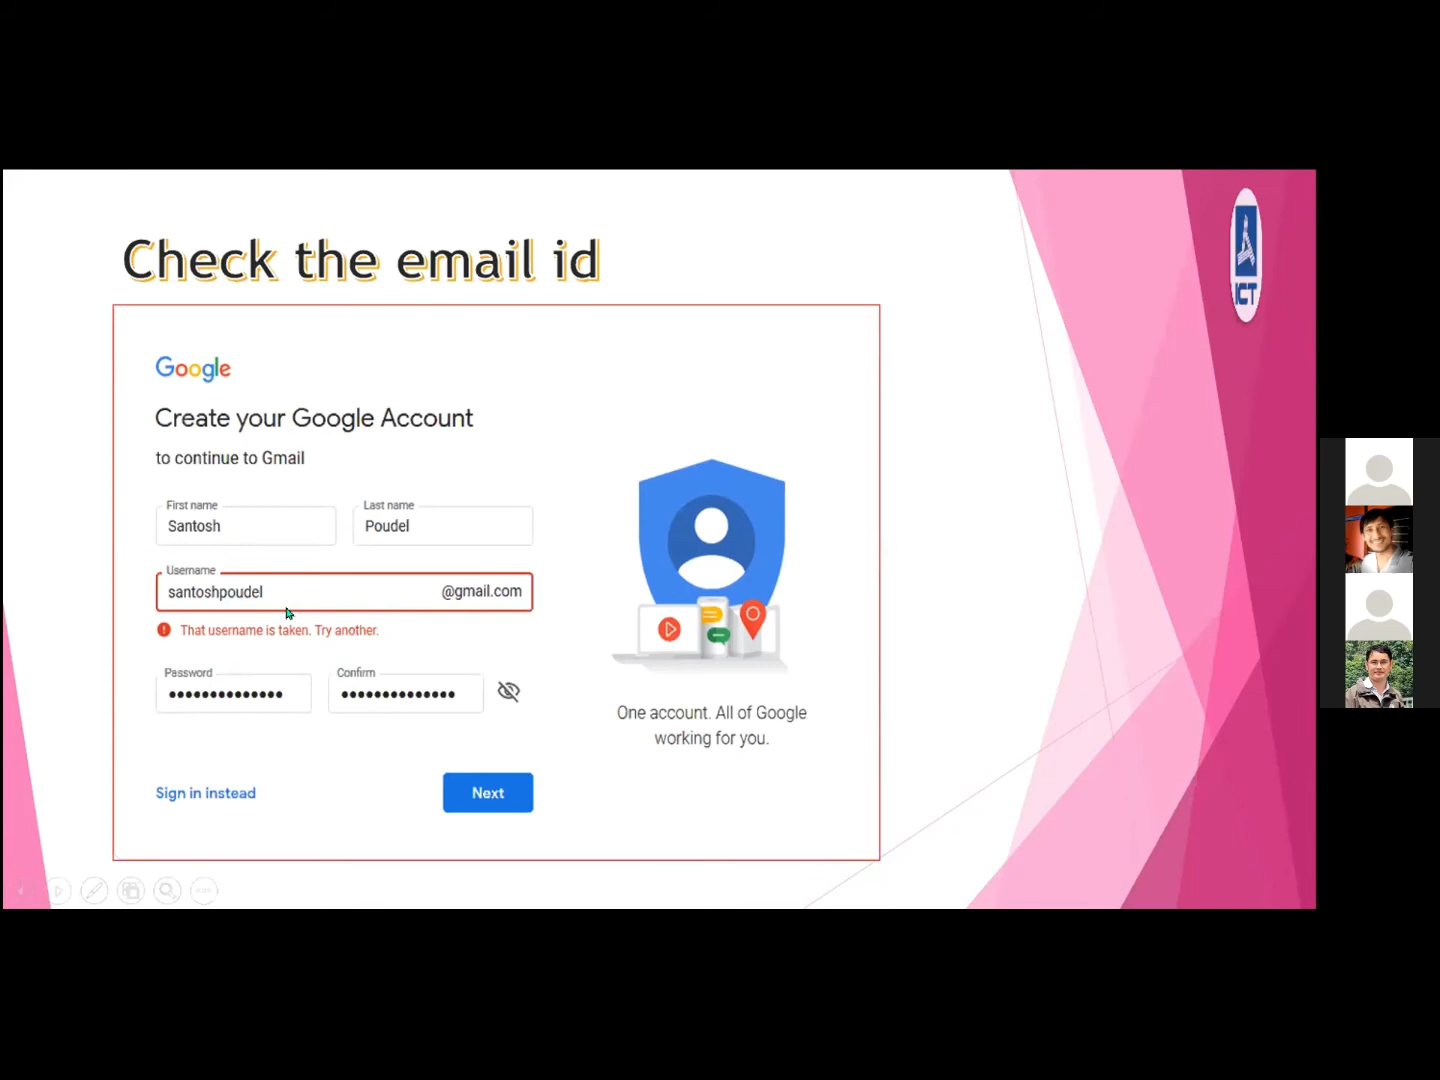 Check the email id
ICT
Google
Create your Google Account
to continue to Gmail
First name
Santosh
Last name
Poudel
Username
santoshpoudel
@gmail.com
That username is taken. Try another.
Password
Confirm
One account. All of Google
working for you.
Sign in instead
Next